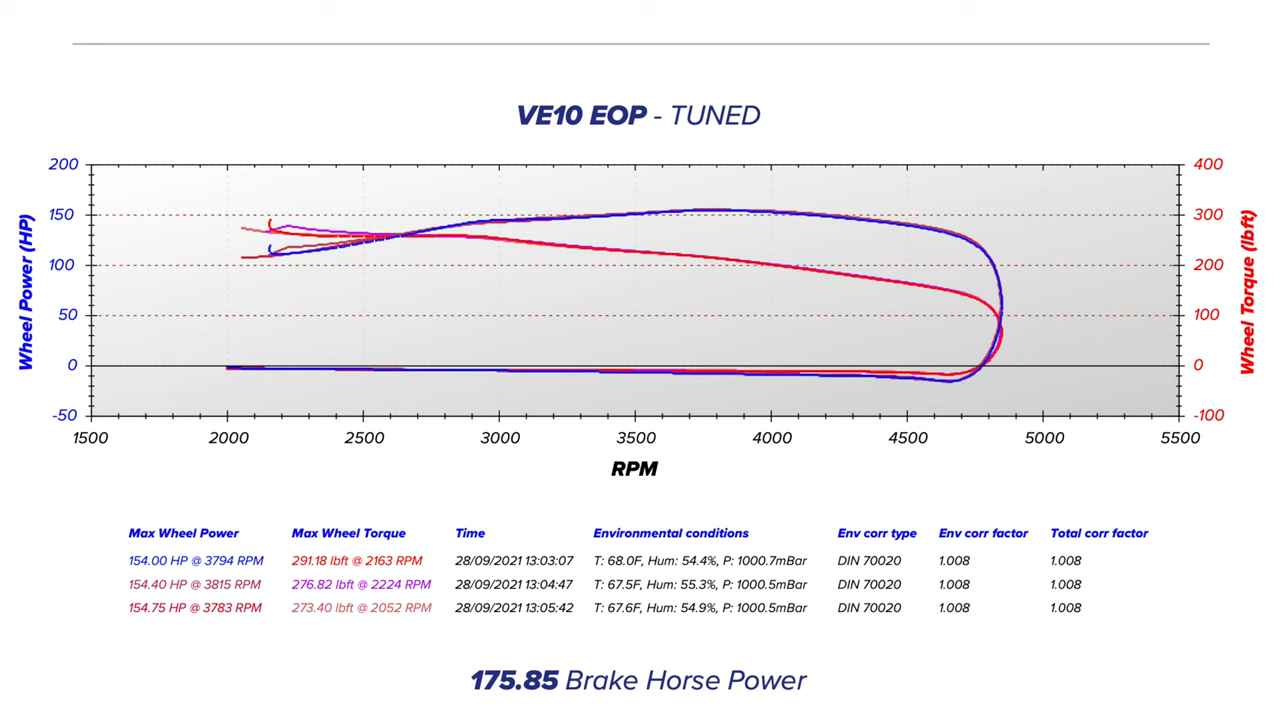 VE10 EOP - TUNED
200 400
150 300
100 200
50 100
0 0
-50 -100
Wheel Power (HP)
Wheel Torque (lbft)
1500 2000 2500 3000 3500 4000 4500 5000 5500
RPM
Max Wheel Power Max Wheel Torque Time Environmental conditions Env corr type Env corr factor Total corr factor
154.00 HP @ 3794 RPM 291.18 lbft @ 2163 RPM 28/09/2021 13:03:07 T: 68.0F, Hum: 54.4%, P: 1000.7mBar DIN 70020 1.008 1.008
154.40 HP @ 3815 RPM 276.82 lbft @ 2224 RPM 28/09/2021 13:04:47 T: 67.5F, Hum: 55.3%, P: 1000.5mBar DIN 70020 1.008 1.008
154.75 HP @ 3783 RPM 273.40 lbft @ 2052 RPM 28/09/2021 13:05:42 T: 67.6F, Hum: 54.9%, P: 1000.5mBar DIN 70020 1.008 1.008
175.85 Brake Horse Power